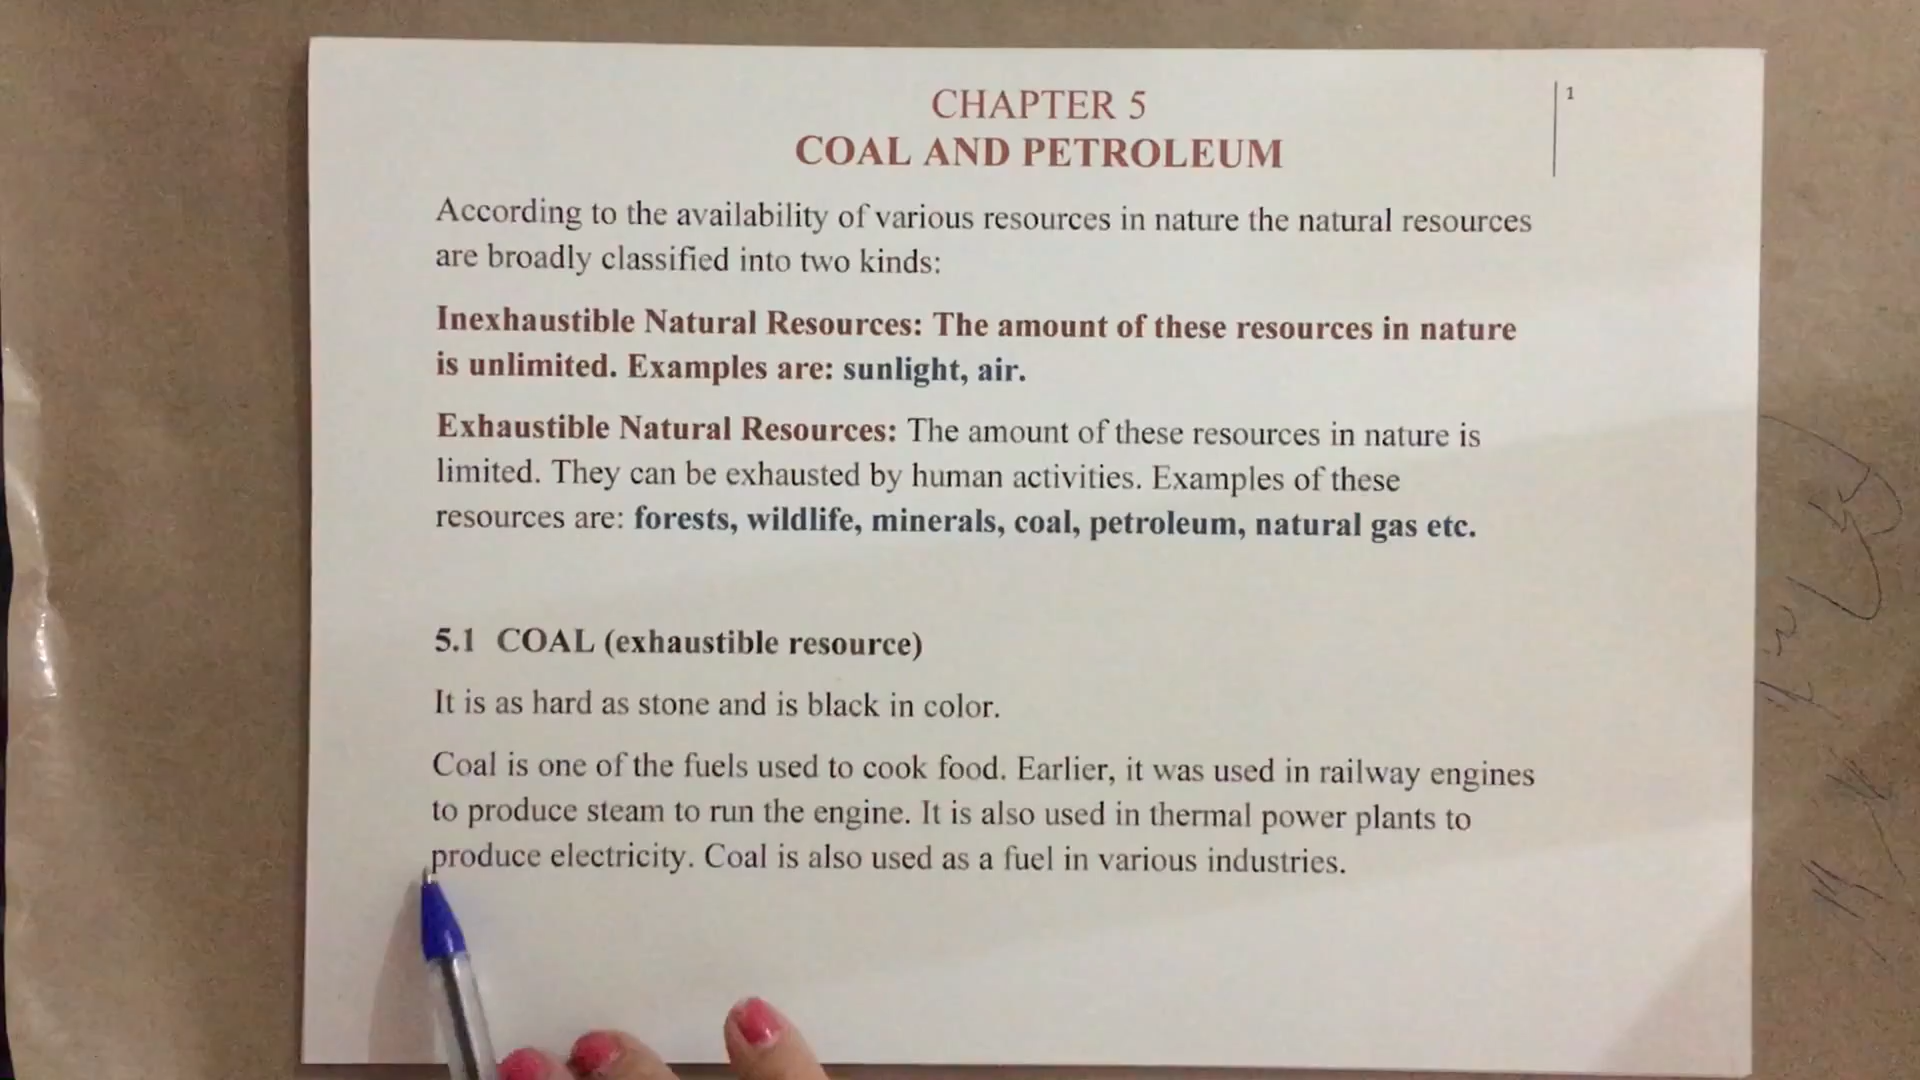 CHAPTER 5
1
COAL AND PETROLEUM
According to the availability of various resources in nature the natural resources
are broadly classified into two kinds:
Inexhaustible Natural Resources: The amount of these resources in nature
is unlimited. Examples are: sunlight, air.
Exhaustible Natural Resources: The amount of these resources in nature is
limited. They can be exhausted by human activities. Examples of these
resources are: forests, wildlife, minerals, coal, petroleum, natural gas etc.
5.1 COAL (exhaustible resource)
It is as hard as stone and is black in color.
Coal is one of the fuels used to cook food. Earlier, it was used in railway engines
to produce steam to run the engine. It is also used in thermal power plants to
produce electricity. Coal is also used as a fuel in various industries.